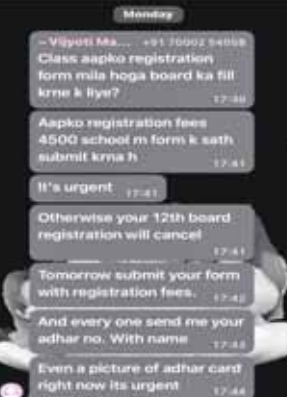 Monday
~ Vijyoti Ma...
Class aapko registration
form mila hoga board ka fill
krne k liye?
17:40
Aapko registration fees
4500 school m form k sath
submit krna h
17:41
It's urgent 17:41
Otherwise your 12th board
registration will cancel
17:41
Tomorrow submit your form
with registration fees. 17:42
And every one send me your
adhar no. With name 17:43
Even a picture of adhar card
right now its urgent 17:44